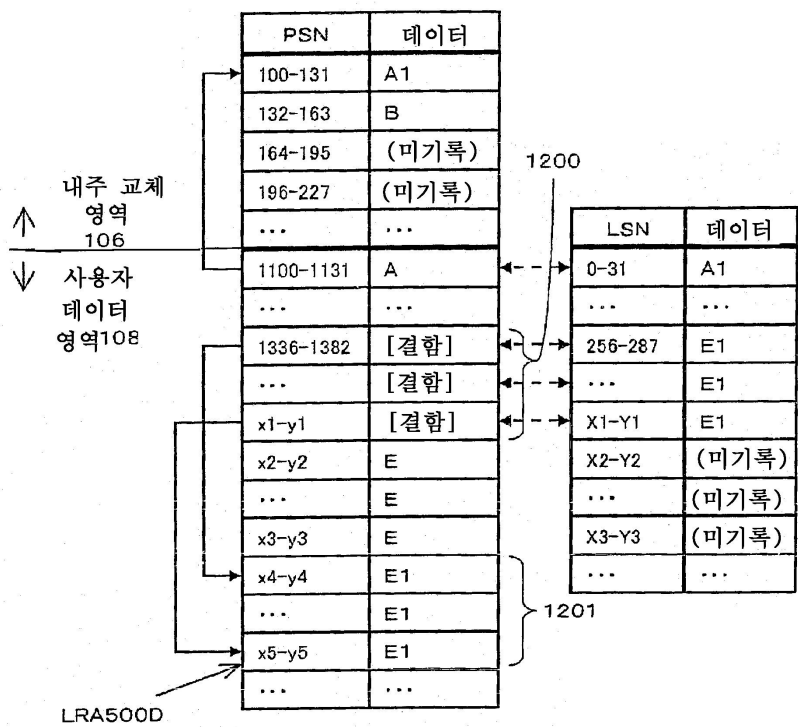 PSN 데이터
100-131 A1
132-163 B
164-195 (미기록)
196-227 (미기록)
... ...
1100-1131 A
... ...
1336-1382 [결함]
... [결함]
x1-y1 [결함]
x2-y2 E
... E
x3-y3 E
x4-y4 E1
... E1
x5-y5 E1
... ...
내주 교체
영역
106
사용자
데이터
영역108
LRA500D
1200
1201
LSN 데이터
0-31 A1
... ...
256-287 E1
... E1
X1-Y1 E1
X2-Y2 (미기록)
... (미기록)
X3-Y3 (미기록)
... ...